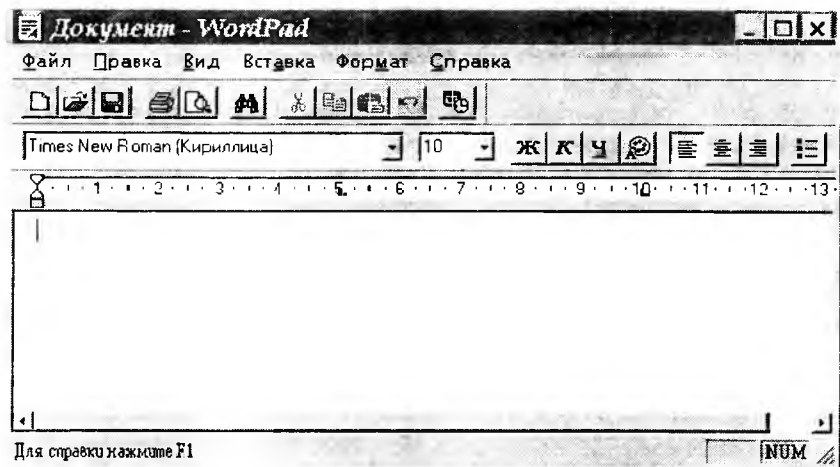 Документ - WordPad
Файл Правка Вид Вставка Формат Справка
Times New Roman (Кириллица) 10 Ж К Ч
1 2 3 4 5 6 7 8 9 10 11 12 13
Для справки нажмите F1 NUM